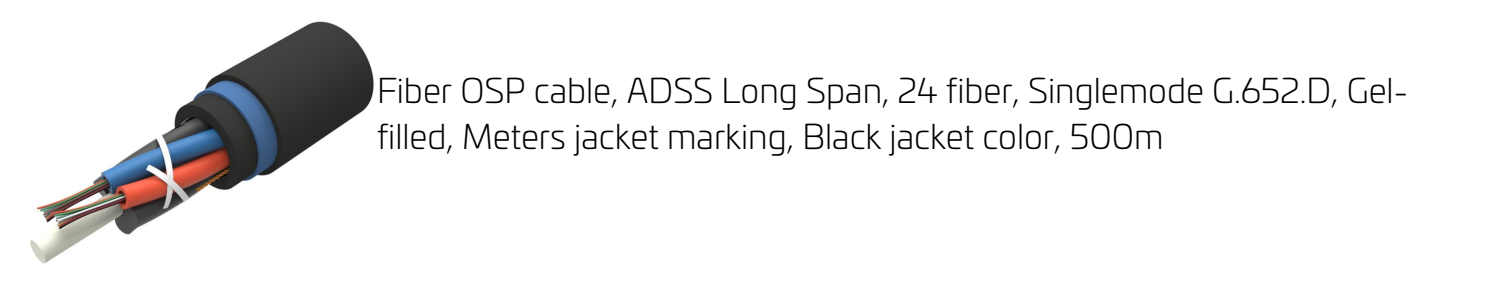 Fiber OSP cable, ADSS Long Span, 24 fiber, Singlemode G.652.D, Gel-
filled, Meters jacket marking, Black jacket color, 500m